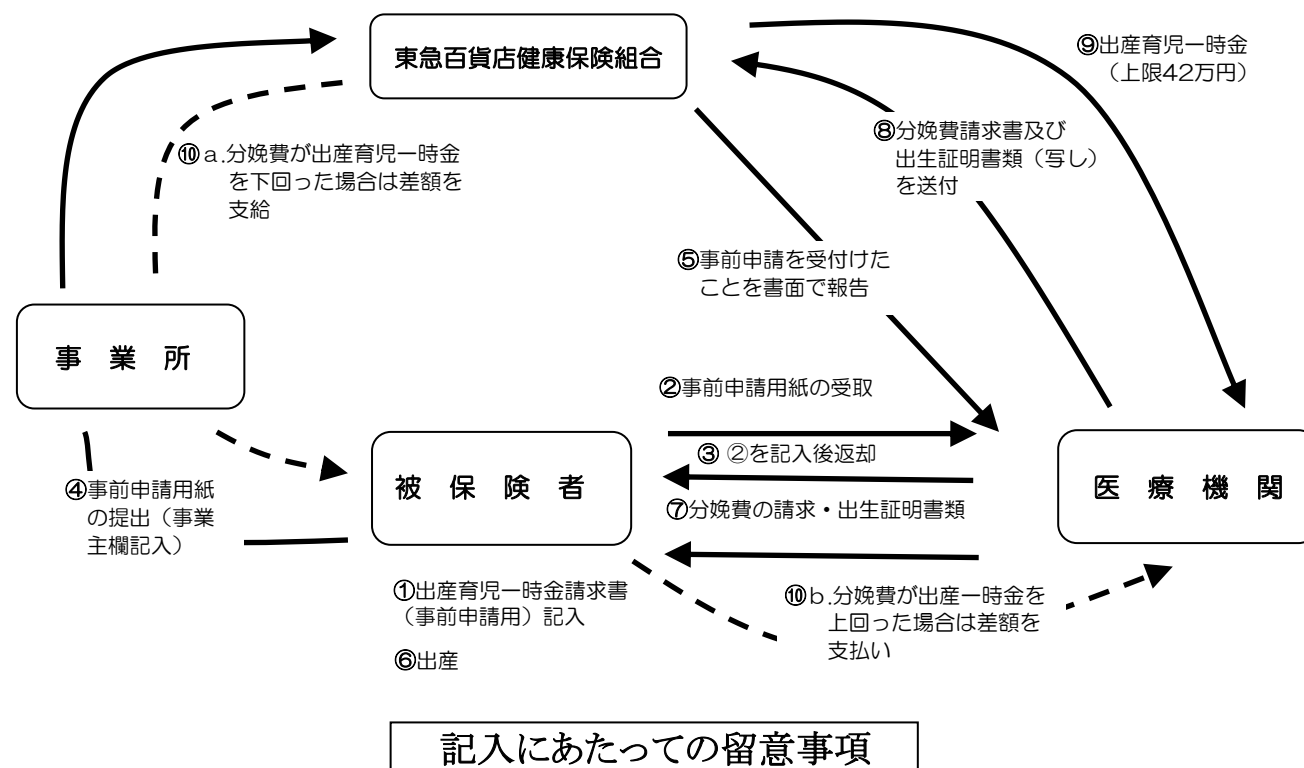 東急百貨店健康保険組合
⑨出産育児一時金
（上限42万円）
⑧分娩費請求書及び
出生証明書類（写し）
を送付
⑩a.分娩費が出産育児一時金
を下回った場合は差額を
支給
⑤事前申請を受付けた
ことを書面で報告
事業所
②事前申請用紙の受取
③ ②を記入後返却
被保険者
医療機関
④事前申請用紙
の提出（事業
主欄記入）
⑦分娩費の請求・出生証明書類
①出産育児一時金請求書
（事前申請用）記入
⑥出産
⑩b.分娩費が出産一時金を
上回った場合は差額を
支払い
記入にあたっての留意事項